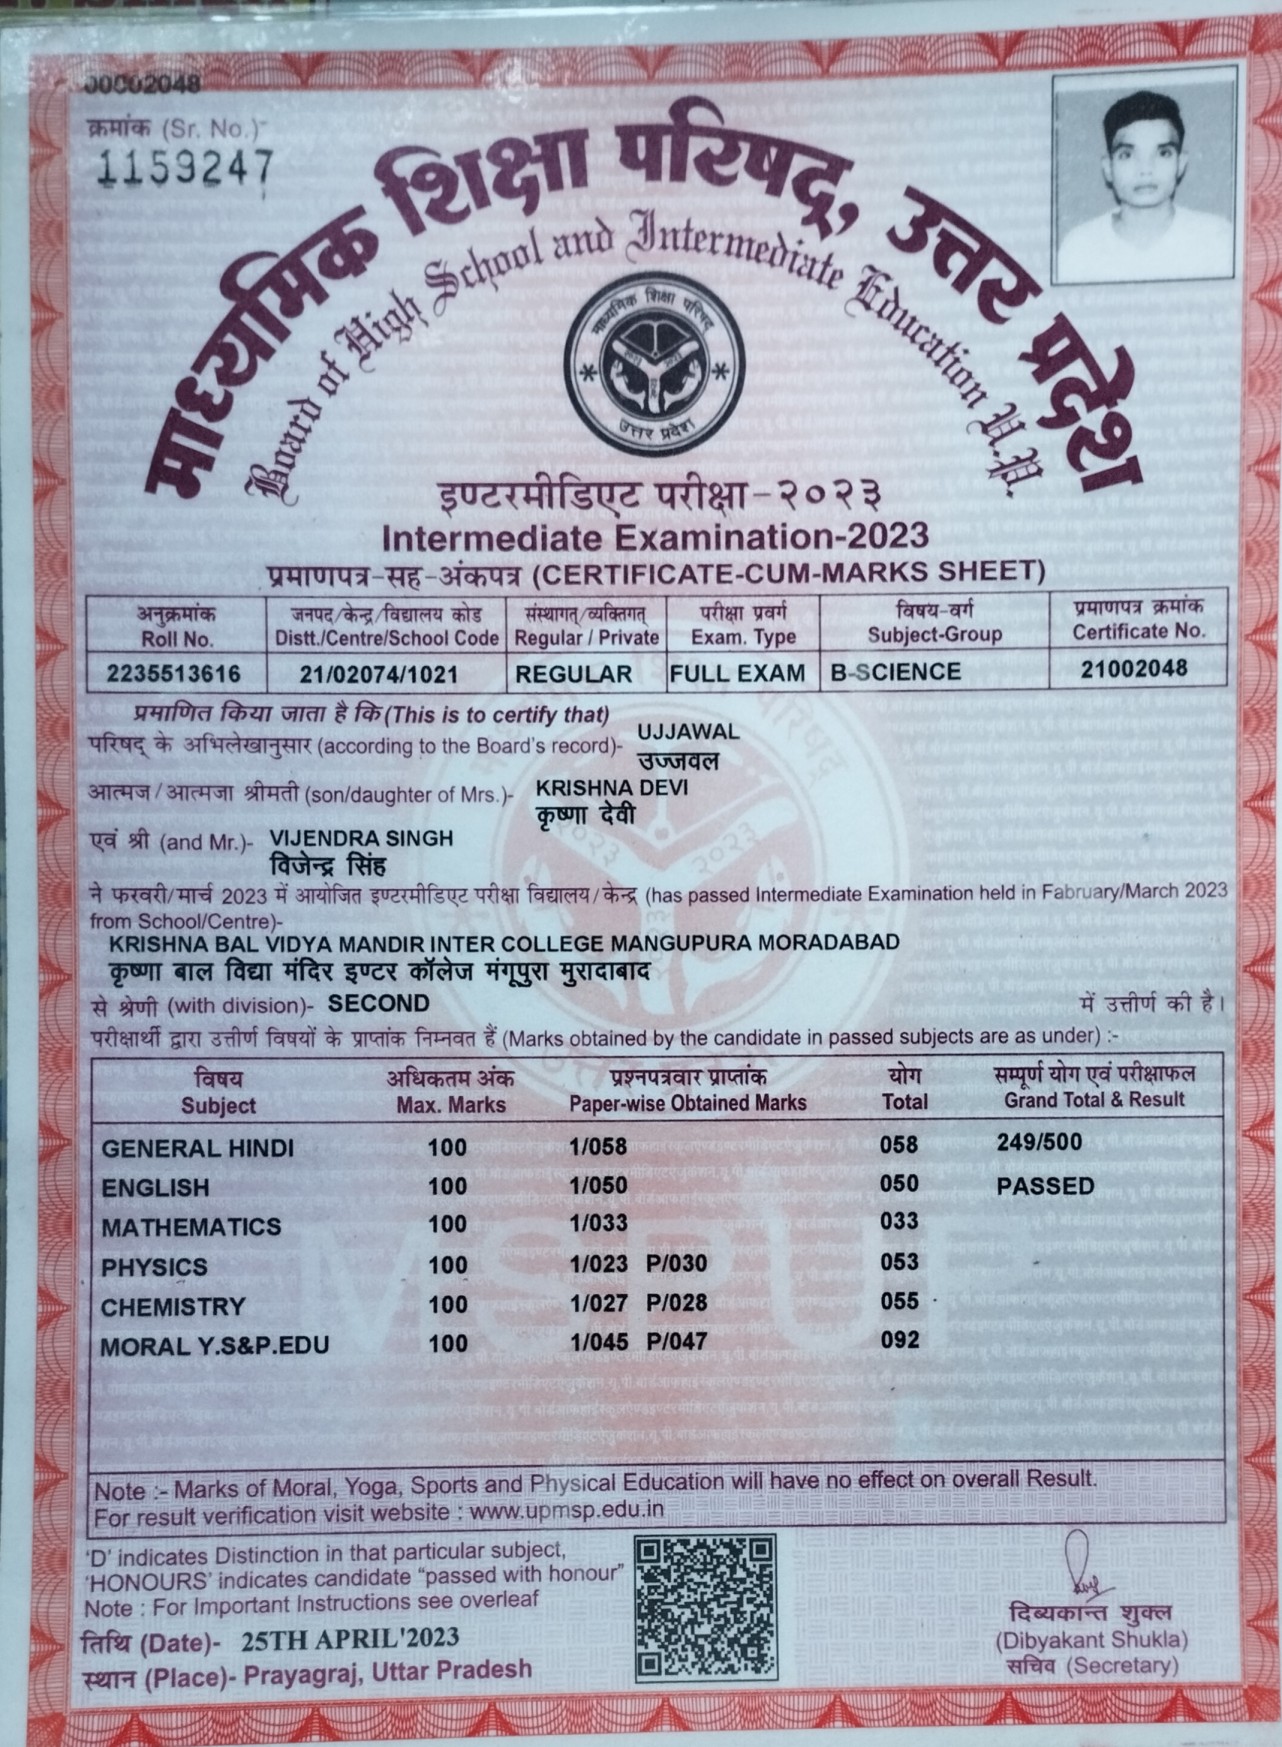 00002048
क्रमांक (Sr. No.)-
1159247
माध्यमिक शिक्षा परिषद्, उत्तर प्रदेश
Board of High School and Intermediate Education U.P.
माध्यमिक शिक्षा परिषद्
उत्तर प्रदेश
इण्टरमीडिएट परीक्षा-२०२३
Intermediate Examination-2023
प्रमाणपत्र-सह-अंकपत्र (CERTIFICATE-CUM-MARKS SHEET)
अनुक्रमांक जनपद/केन्द्र/विद्यालय कोड संस्थागत/व्यक्तिगत परीक्षा प्रवर्ग विषय-वर्ग प्रमाणपत्र क्रमांक
Roll No. Distt./Centre/School Code Regular / Private Exam. Type Subject-Group Certificate No.
2235513616 21/02074/1021 REGULAR FULL EXAM B-SCIENCE 21002048
प्रमाणित किया जाता है कि (This is to certify that)
परिषद् के अभिलेखानुसार (according to the Board's record)- UJJAWAL
उज्जवल
आत्मज/आत्मजा श्रीमती (son/daughter of Mrs.)- KRISHNA DEVI
कृष्णा देवी
एवं श्री (and Mr.)- VIJENDRA SINGH
विजेन्द्र सिंह
ने फरवरी/मार्च 2023 में आयोजित इण्टरमीडिएट परीक्षा विद्यालय/केन्द्र (has passed Intermediate Examination held in Fabruary/March 2023
from School/Centre)-
KRISHNA BAL VIDYA MANDIR INTER COLLEGE MANGUPURA MORADABAD
कृष्णा बाल विद्या मंदिर इण्टर कॉलेज मंगूपुरा मुरादाबाद
से श्रेणी (with division)- SECOND में उत्तीर्ण की है।
परीक्षार्थी द्वारा उत्तीर्ण विषयों के प्राप्तांक निम्नवत हैं (Marks obtained by the candidate in passed subjects are as under) :-
विषय अधिकतम अंक प्रश्नपत्रवार प्राप्तांक योग सम्पूर्ण योग एवं परीक्षाफल
Subject Max. Marks Paper-wise Obtained Marks Total Grand Total & Result
GENERAL HINDI 100 1/058 058 249/500
ENGLISH 100 1/050 050 PASSED
MATHEMATICS 100 1/033 033
PHYSICS 100 1/023 P/030 053
CHEMISTRY 100 1/027 P/028 055
MORAL Y.S&P.EDU 100 1/045 P/047 092
Note :- Marks of Moral, Yoga, Sports and Physical Education will have no effect on overall Result.
For result verification visit website : www.upmsp.edu.in
'D' indicates Distinction in that particular subject,
'HONOURS' indicates candidate "passed with honour"
Note : For Important Instructions see overleaf
तिथि (Date)- 25TH APRIL'2023
स्थान (Place)- Prayagraj, Uttar Pradesh
दिब्यकान्त शुक्ल
(Dibyakant Shukla)
सचिव (Secretary)